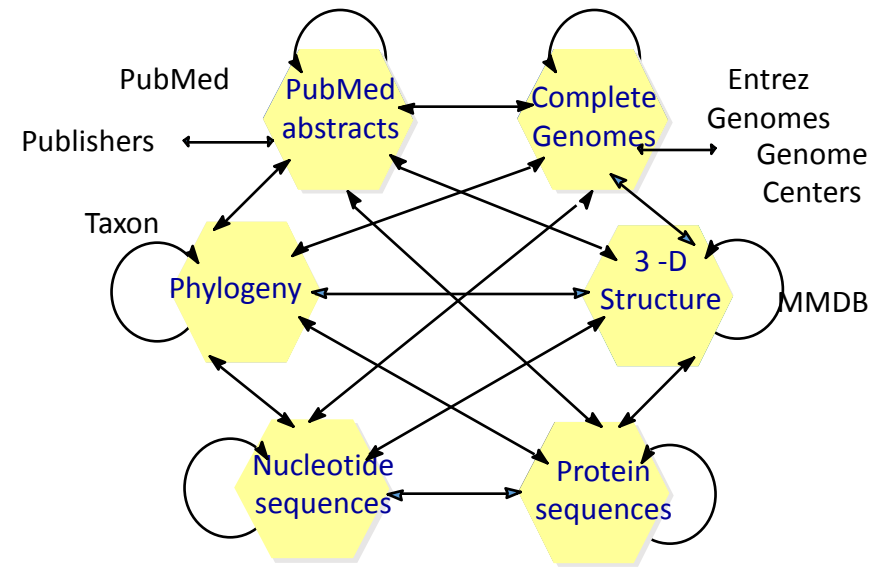 PubMed
PubMed
abstracts
Complete
Genomes
Entrez
Genomes
Publishers
Genome
Centers
Taxon
Phylogeny
3 -D
Structure
MMDB
Nucleotide
sequences
Protein
sequences